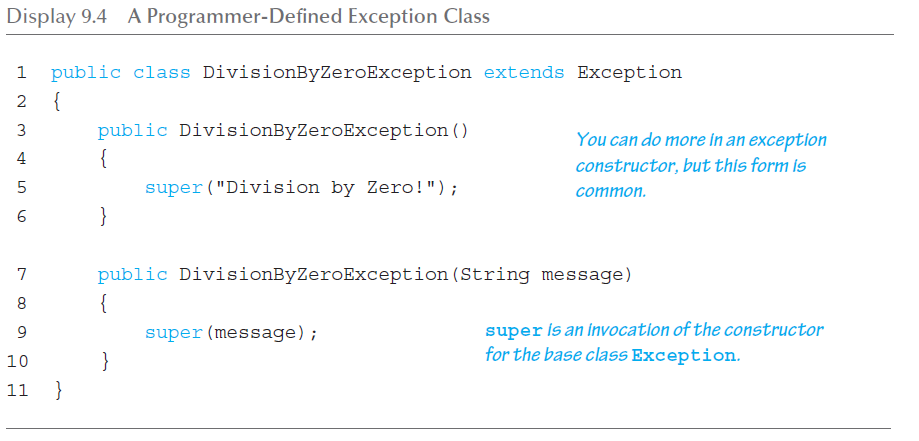 Display 9.4 A Programmer-Defined Exception Class
1 public class DivisionByZeroException extends Exception
2 {
3 public DivisionByZeroException()
4 {
5 super("Division by Zero!");
6 }
You can do more in an exception
constructor, but this form is
common.
7 public DivisionByZeroException(String message)
8 {
9 super(message);
10 }
11 }
super is an invocation of the constructor
for the base class Exception.